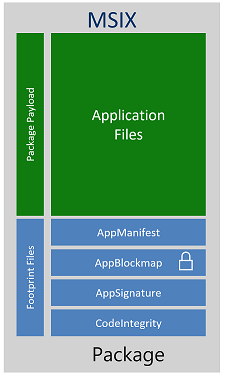 MSIX
Package Payload
Application
Files
Footprint Files
AppManifest
AppBlockmap
AppSignature
CodeIntegrity
Package